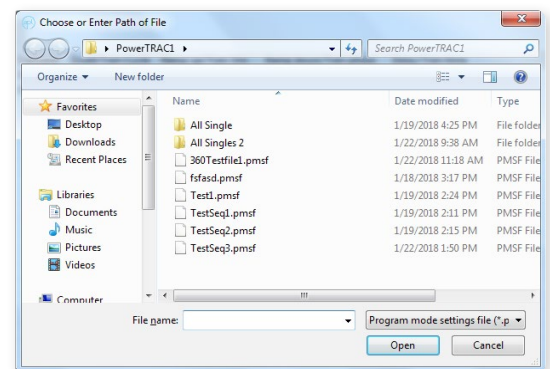 Choose or Enter Path of File
PowerTRAC1
Search PowerTRAC1
Organize
New folder
Favorites
Desktop
Downloads
Recent Places
Libraries
Documents
Music
Pictures
Videos
Computer
Name Date modified Type
All Single 1/19/2018 4:25 PM File folder
All Singles 2 1/22/2018 9:38 AM File folder
360Testfile1.pmsf 1/22/2018 11:18 AM PMSF File
fsfasd.pmsf 1/18/2018 3:17 PM PMSF File
Test1.pmsf 1/19/2018 2:24 PM PMSF File
TestSeq1.pmsf 1/19/2018 2:11 PM PMSF File
TestSeq2.pmsf 1/19/2018 2:15 PM PMSF File
TestSeq3.pmsf 1/22/2018 1:50 PM PMSF File
File name:
Program mode settings file (*.p
Open
Cancel